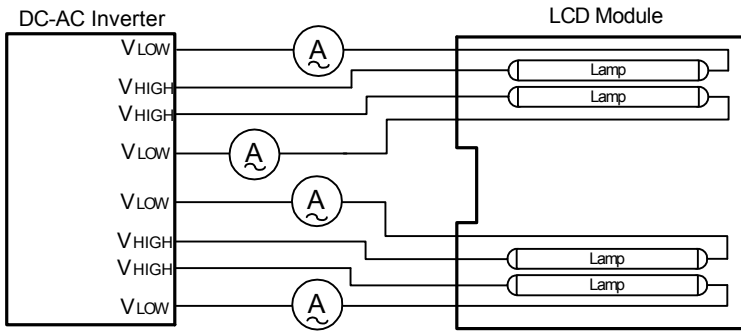 DC-AC Inverter
LCD Module
VLOW
A
VHIGH
Lamp
VHIGH
Lamp
VLOW
A
VLOW
A
VHIGH
Lamp
VHIGH
Lamp
VLOW
A